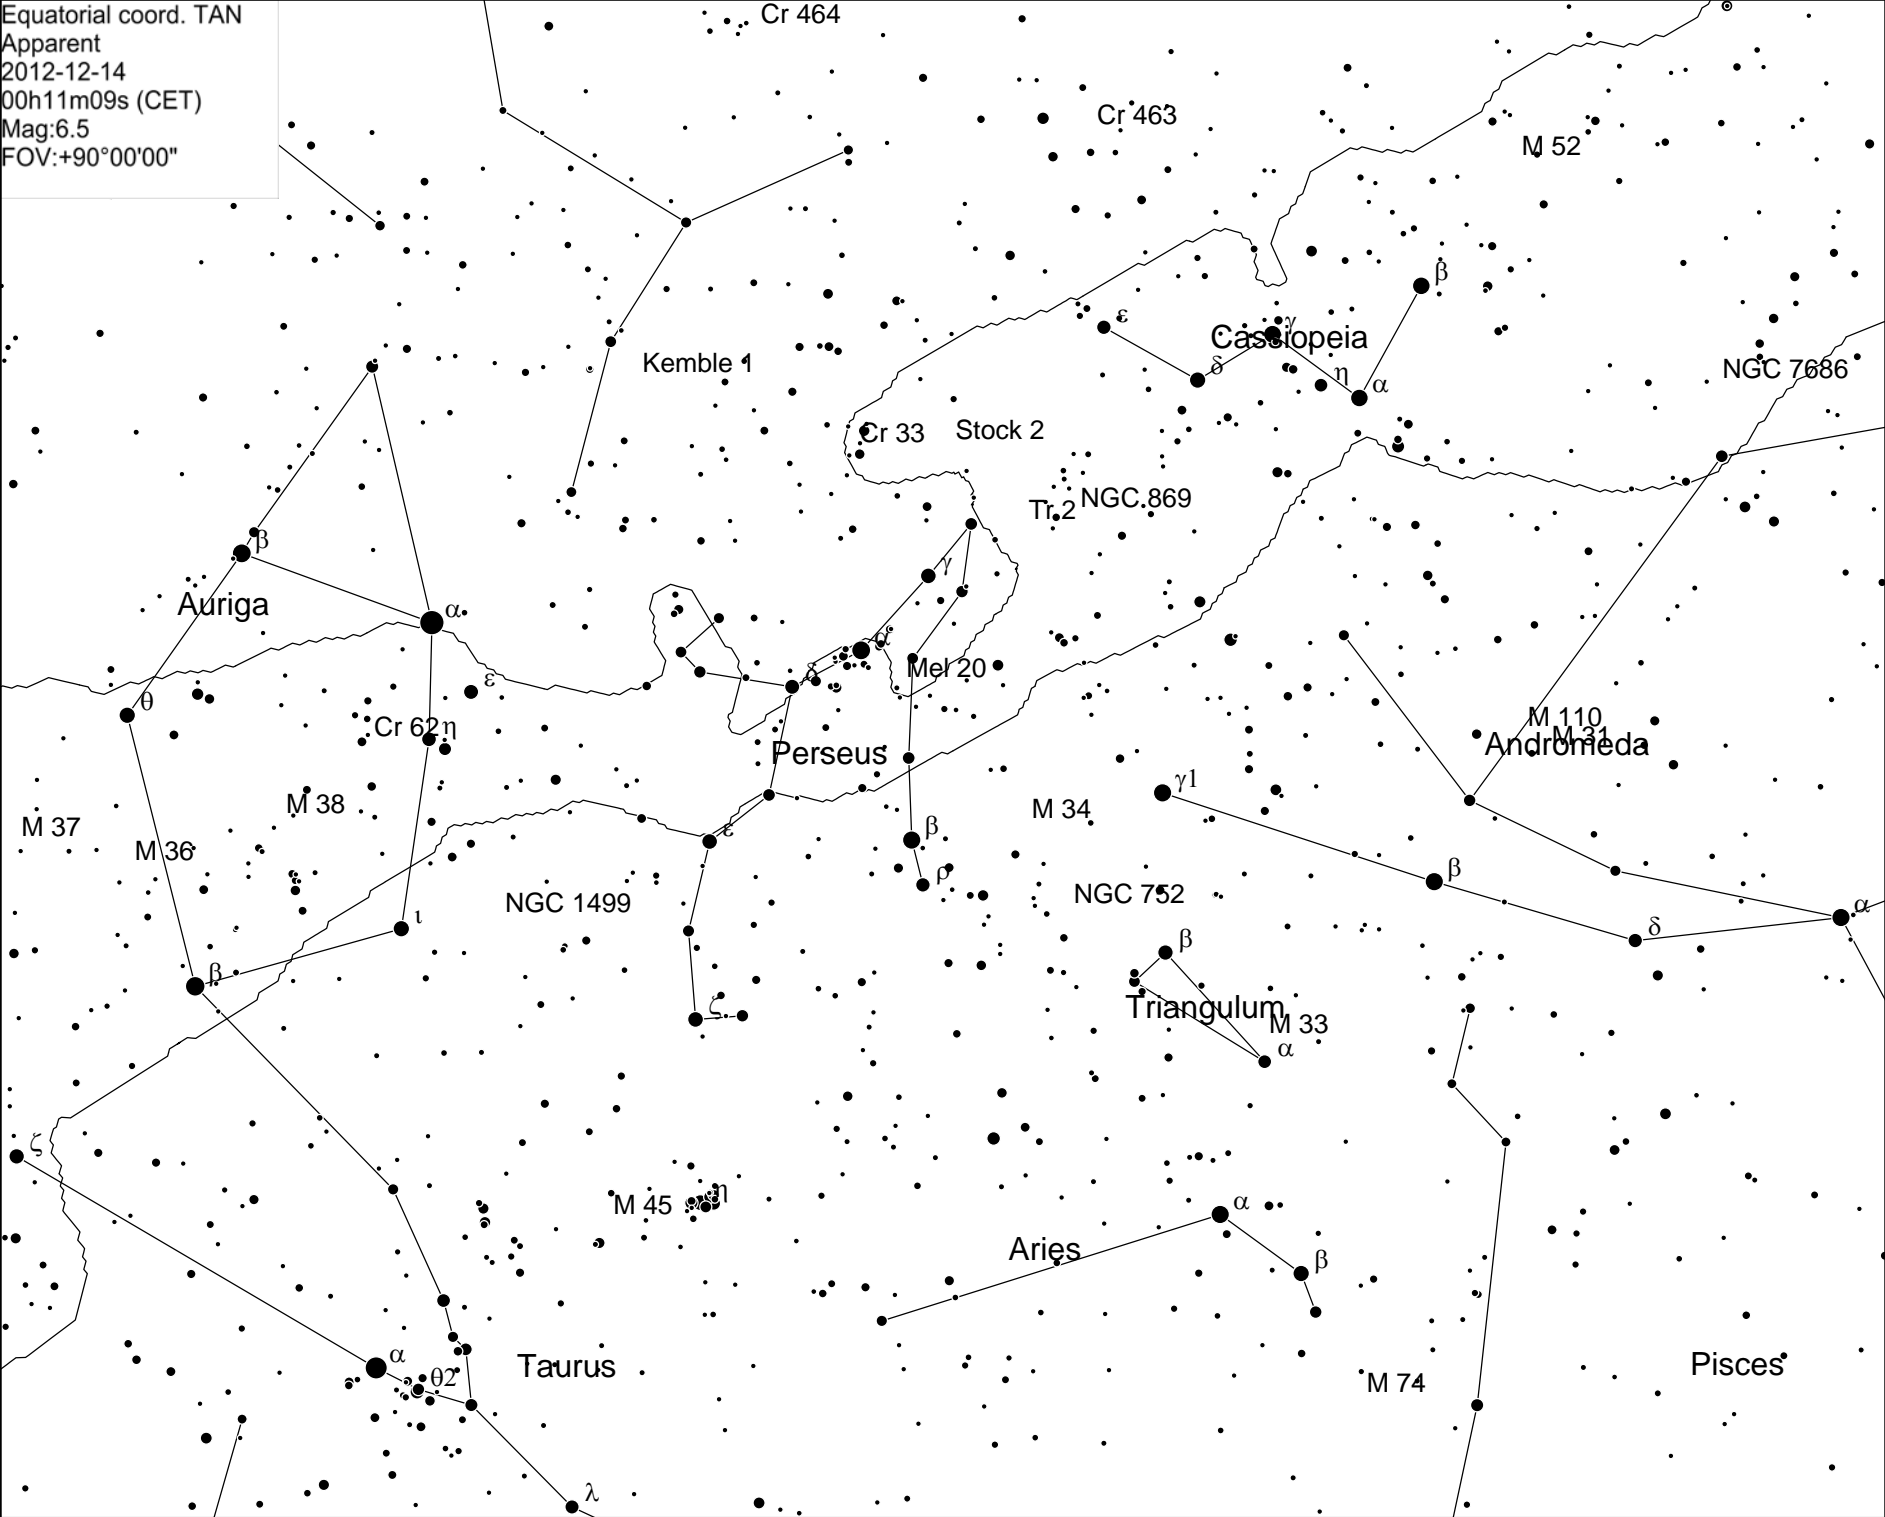 Equatorial coord. TAN
Apparent
2012-12-14
00h11m09s (CET)
Mag:6.5
FOV:+90°00'00"
Cr 464
Cr 463
M 52
β
ε
γ
Cassiopeia
δ
η
α
Kemble 1
NGC 7686
Cr 33
Stock 2
NGC 869
Tr 2
β
γ
Auriga
α
α
Mel 20
δ
ε
θ
Cr 62
η
M 110
M 31
Andromeda
Perseus
γ1
M 38
M 34
M 37
M 36
ε
β
β
ρ
NGC 1499
NGC 752
ι
α
δ
β
β
Triangulum
ζ
M 33
α
ζ
M 45
η
α
Aries
β
α
θ2
Taurus
M 74
Pisces
λ